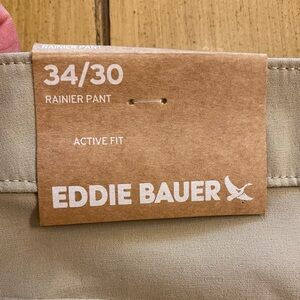 RAINIER PANT
34/30
RAINIER PANT
ACTIVE FIT
EDDIE BAUER